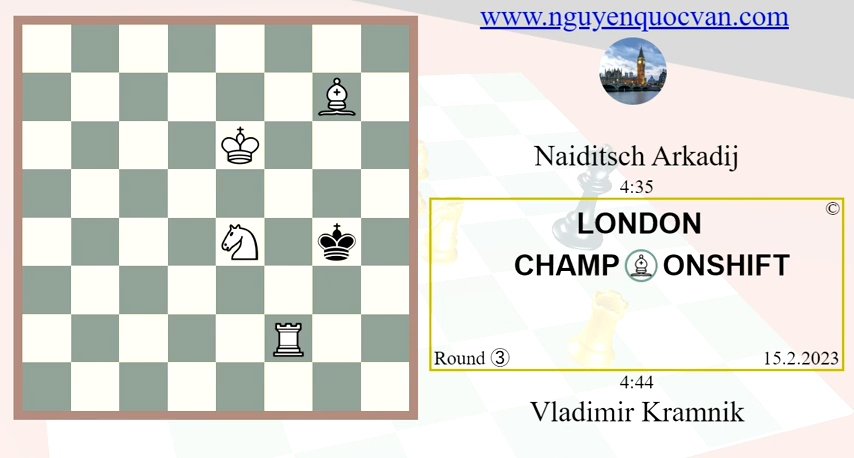 www.nguyenquocvan.com
Naiditsch Arkadij
4:35
©
LONDON
CHAMP ONSHIFT
Round ③ 15.2.2023
4:44
Vladimir Kramnik